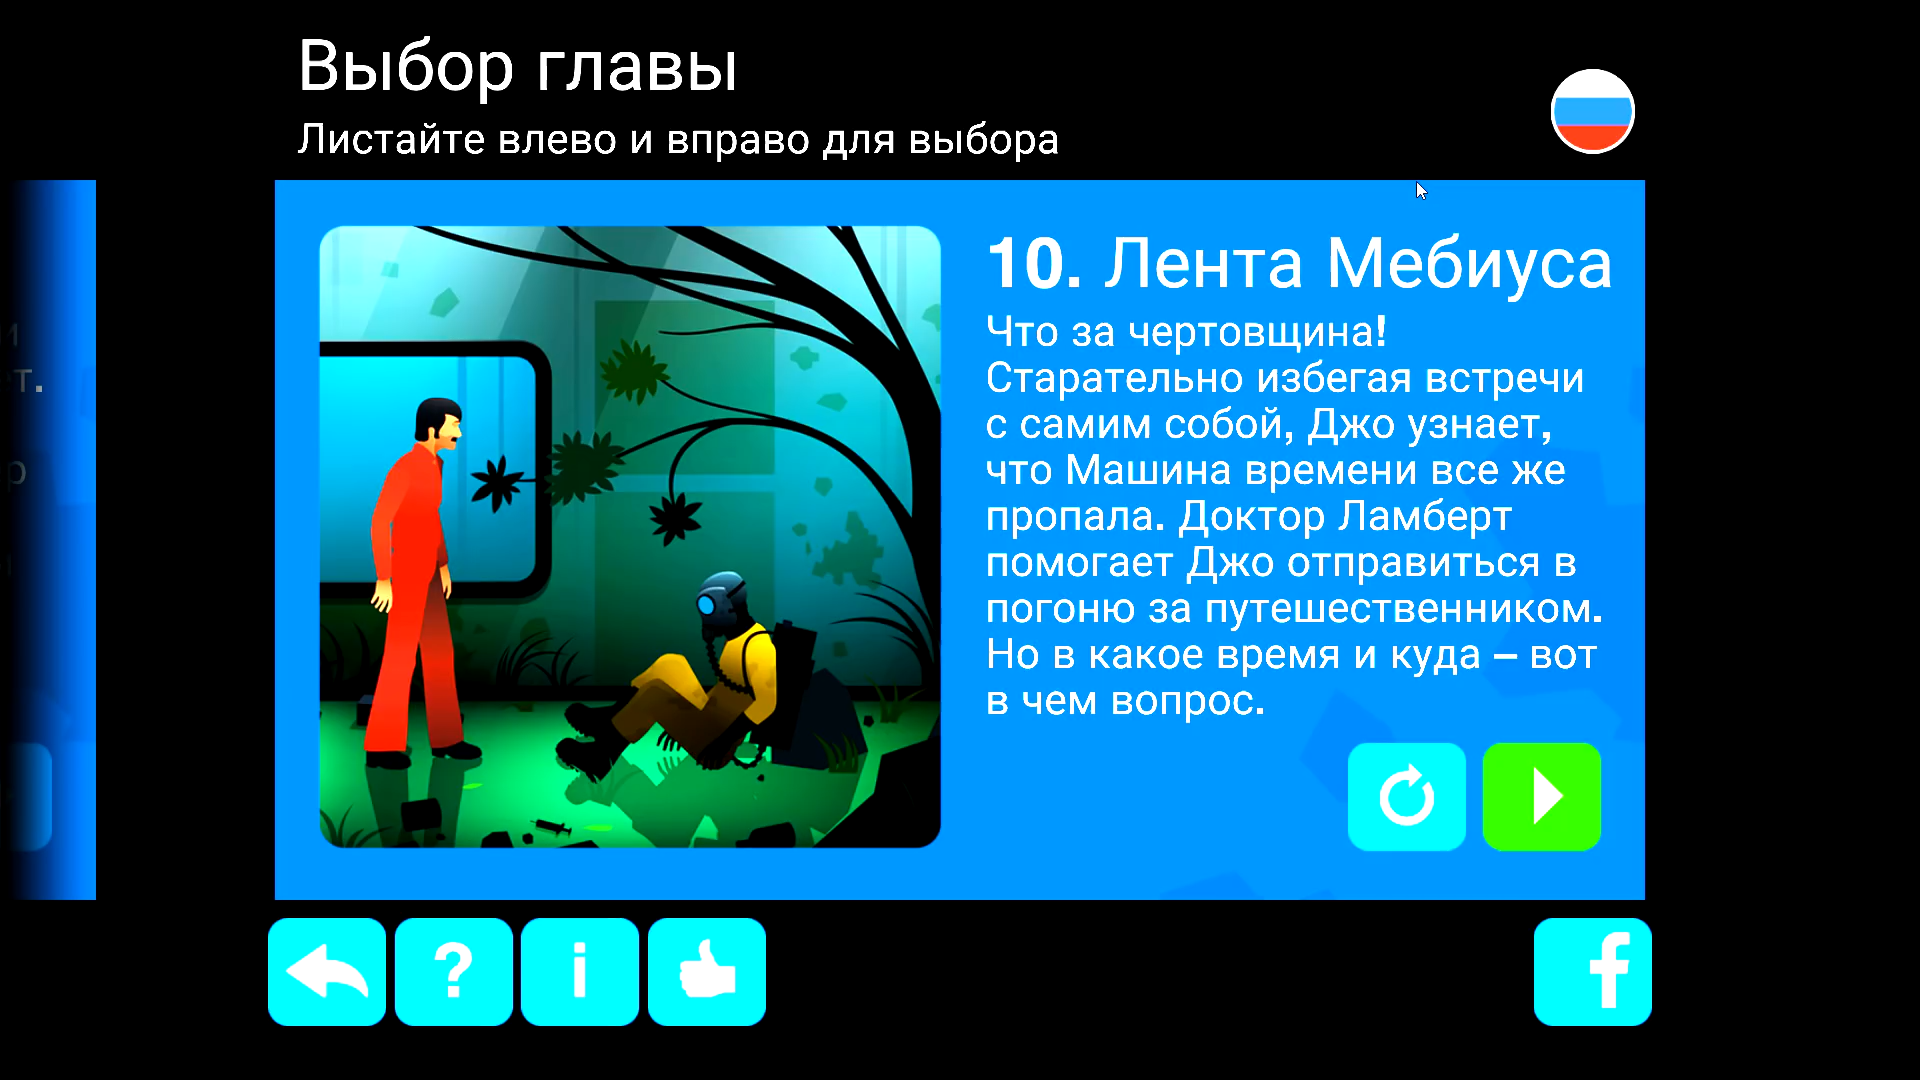 Выбор главы
Листайте влево и вправо для выбора
10. Лента Мебиуса
Что за чертовщина!
Старательно избегая встречи
с самим собой, Джо узнает,
что Машина времени все же
пропала. Доктор Ламберт
помогает Джо отправиться в
погоню за путешественником.
Но в какое время и куда – вот
в чем вопрос.
?
i
f